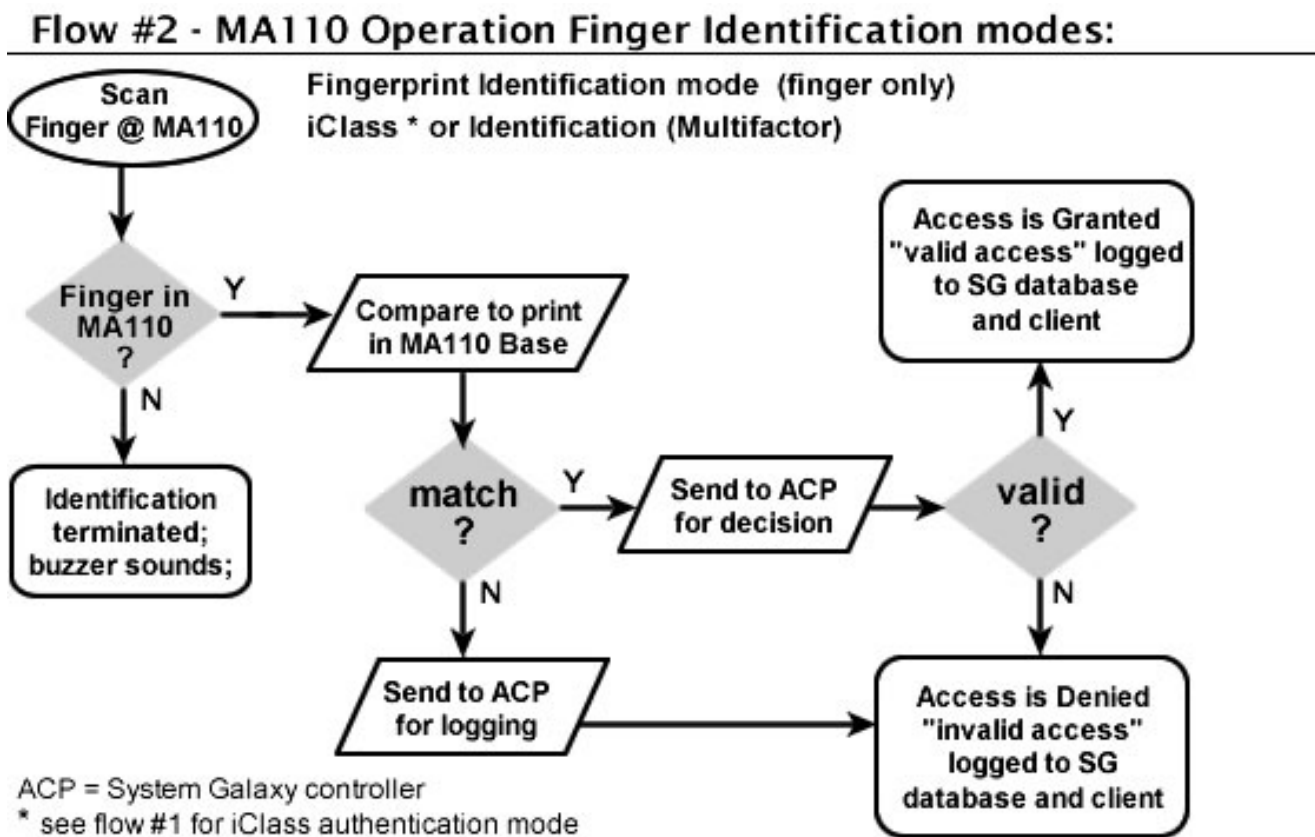 Flow #2 - MA110 Operation Finger Identification modes:
Scan
Finger @ MA110
Fingerprint Identification mode (finger only)
iClass * or Identification (Multifactor)
Finger in
MA110
?
Y
N
Compare to print
in MA110 Base
Access is Granted
"valid access" logged
to SG database
and client
Identification
terminated;
buzzer sounds;
match
?
Y
N
Send to ACP
for decision
valid
?
Y
N
Send to ACP
for logging
Access is Denied
"invalid access"
logged to SG
database and client
ACP = System Galaxy controller
* see flow #1 for iClass authentication mode